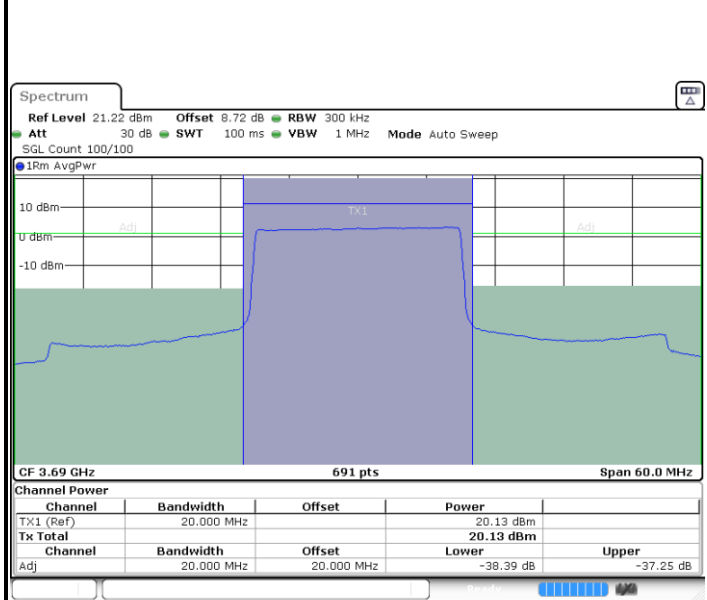 Spectrum
Ref Level 21.22 dBm Offset 8.72 dB RBW 300 kHz
Att 30 dB SWT 100 ms VBW 1 MHz Mode Auto Sweep
SGL Count 100/100
1Rm AvgPwr
10 dBm
TX1
Adj Adj
0 dBm
-10 dBm
CF 3.69 GHz 691 pts Span 60.0 MHz
Channel Power
Channel Bandwidth Offset Power
TX1 (Ref) 20.000 MHz 20.13 dBm
Tx Total 20.13 dBm
Channel Bandwidth Offset Lower Upper
Adj 20.000 MHz 20.000 MHz -38.39 dB -37.25 dB
Ready